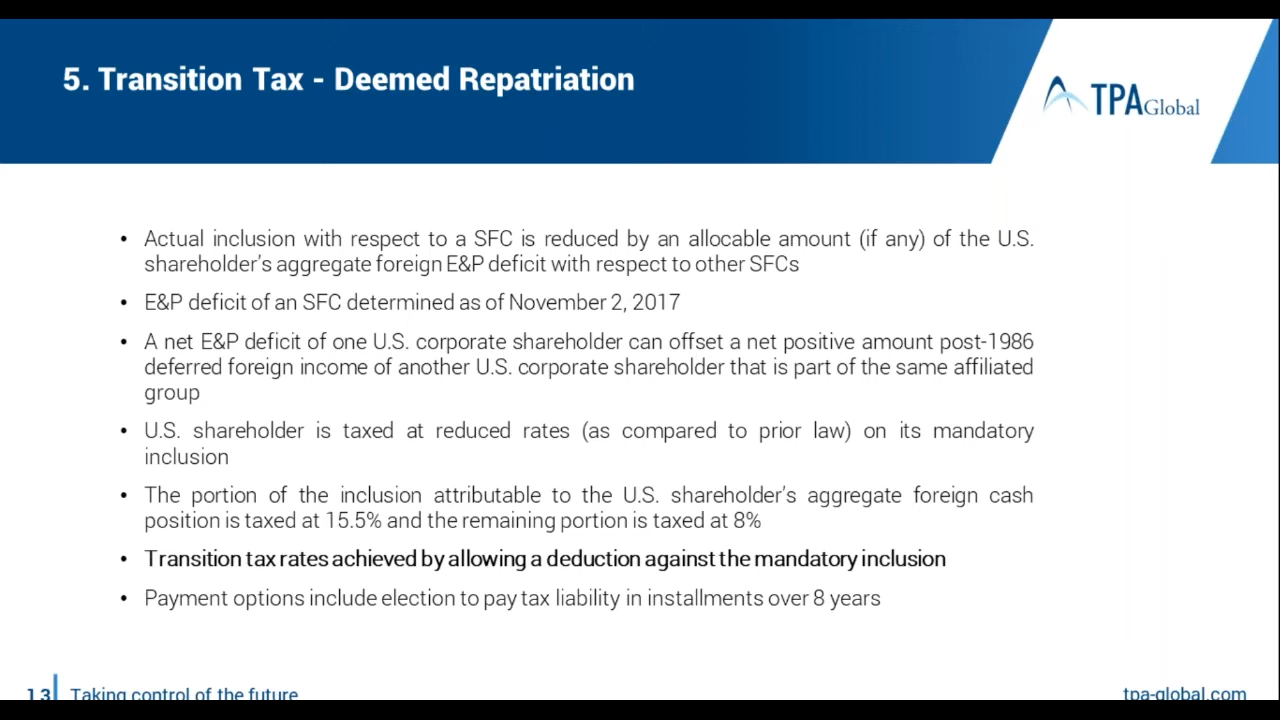 5. Transition Tax - Deemed Repatriation
TPA Global
• Actual inclusion with respect to a SFC is reduced by an allocable amount (if any) of the U.S.
shareholder's aggregate foreign E&P deficit with respect to other SFCs
• E&P deficit of an SFC determined as of November 2, 2017
• A net E&P deficit of one U.S. corporate shareholder can offset a net positive amount post-1986
deferred foreign income of another U.S. corporate shareholder that is part of the same affiliated
group
• U.S. shareholder is taxed at reduced rates (as compared to prior law) on its mandatory
inclusion
• The portion of the inclusion attributable to the U.S. shareholder's aggregate foreign cash
position is taxed at 15.5% and the remaining portion is taxed at 8%
• Transition tax rates achieved by allowing a deduction against the mandatory inclusion
• Payment options include election to pay tax liability in installments over 8 years
13 Taking control of the future
tpa-global.com